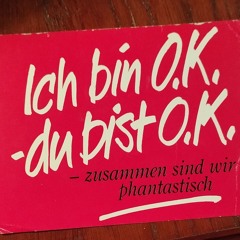 Ich bin O.K.
-du bist O.K.
– zusammen sind wir
phantastisch